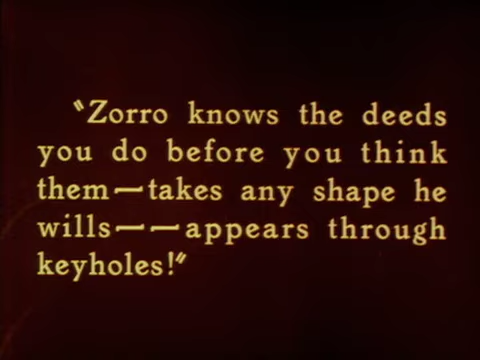 "Zorro knows the deeds
you do before you think
them—takes any shape he
wills——appears through
keyholes!"